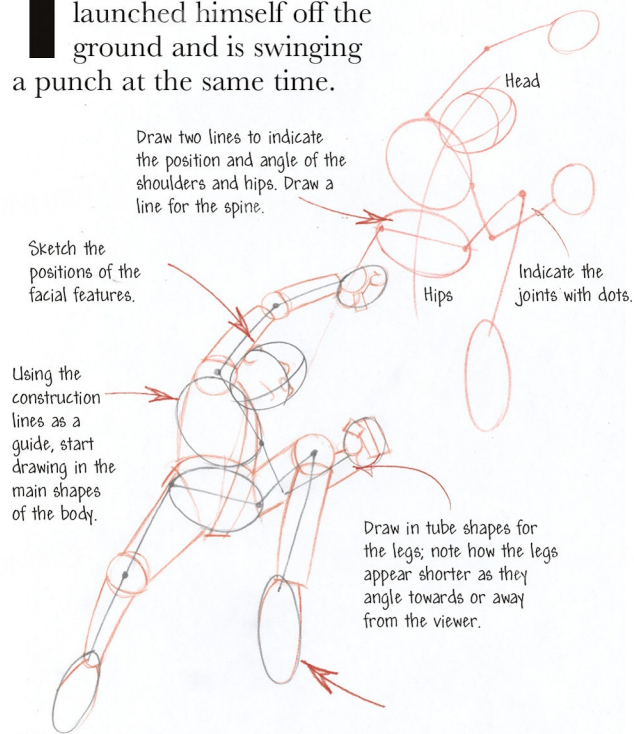 launched himself off the
ground and is swinging
a punch at the same time.
Head
Draw two lines to indicate
the position and angle of the
shoulders and hips. Draw a
line for the spine.
Sketch the
positions of the
facial features.
Hips
Indicate the
joints with dots.
Using the
construction
lines as a
guide, start
drawing in the
main shapes
of the body.
Draw in tube shapes for
the legs; note how the legs
appear shorter as they
angle towards or away
from the viewer.